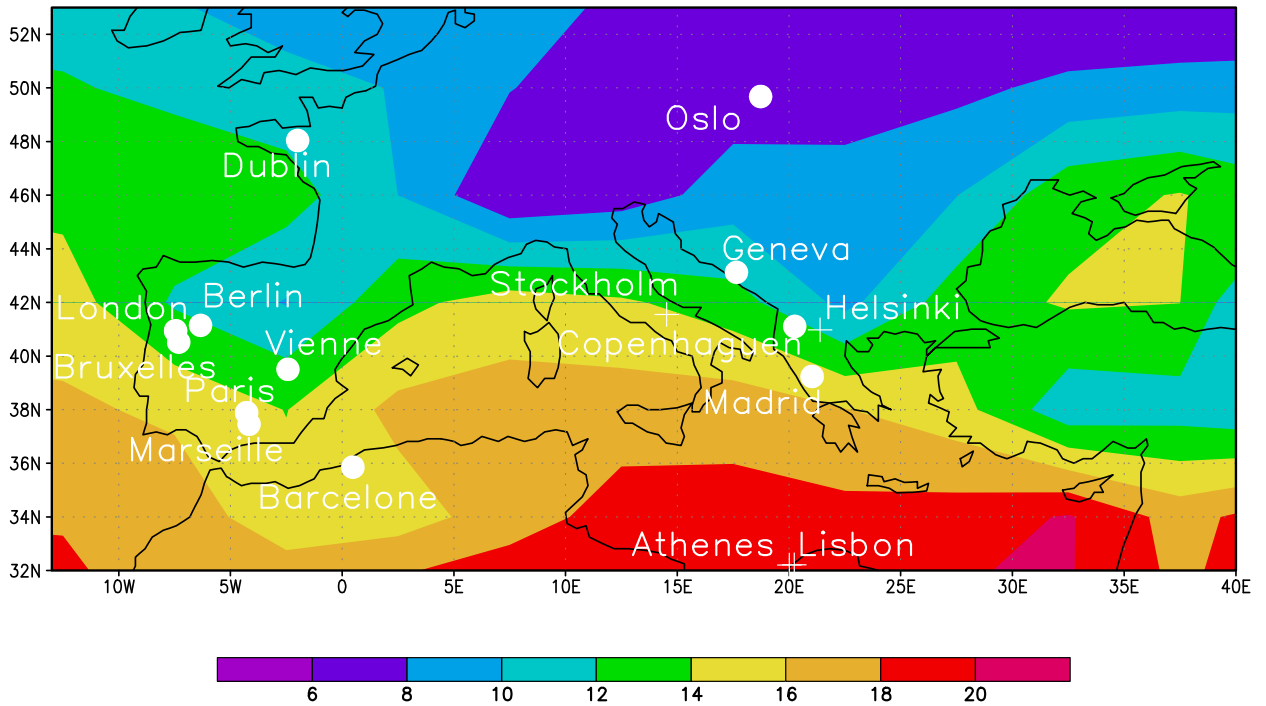 52N
50N
Oslo
48N
Dublin
46N
44N
Geneva
Stockholm
42N
London Berlin Helsinki
40N
Vienne Copenhaguen
Bruxelles
Paris
Madrid
38N
Marseille
36N
Barcelone
34N
Athenes Lisbon
32N
10W 5W 0 5E 10E 15E 20E 25E 30E 35E 40E
6 8 10 12 14 16 18 20